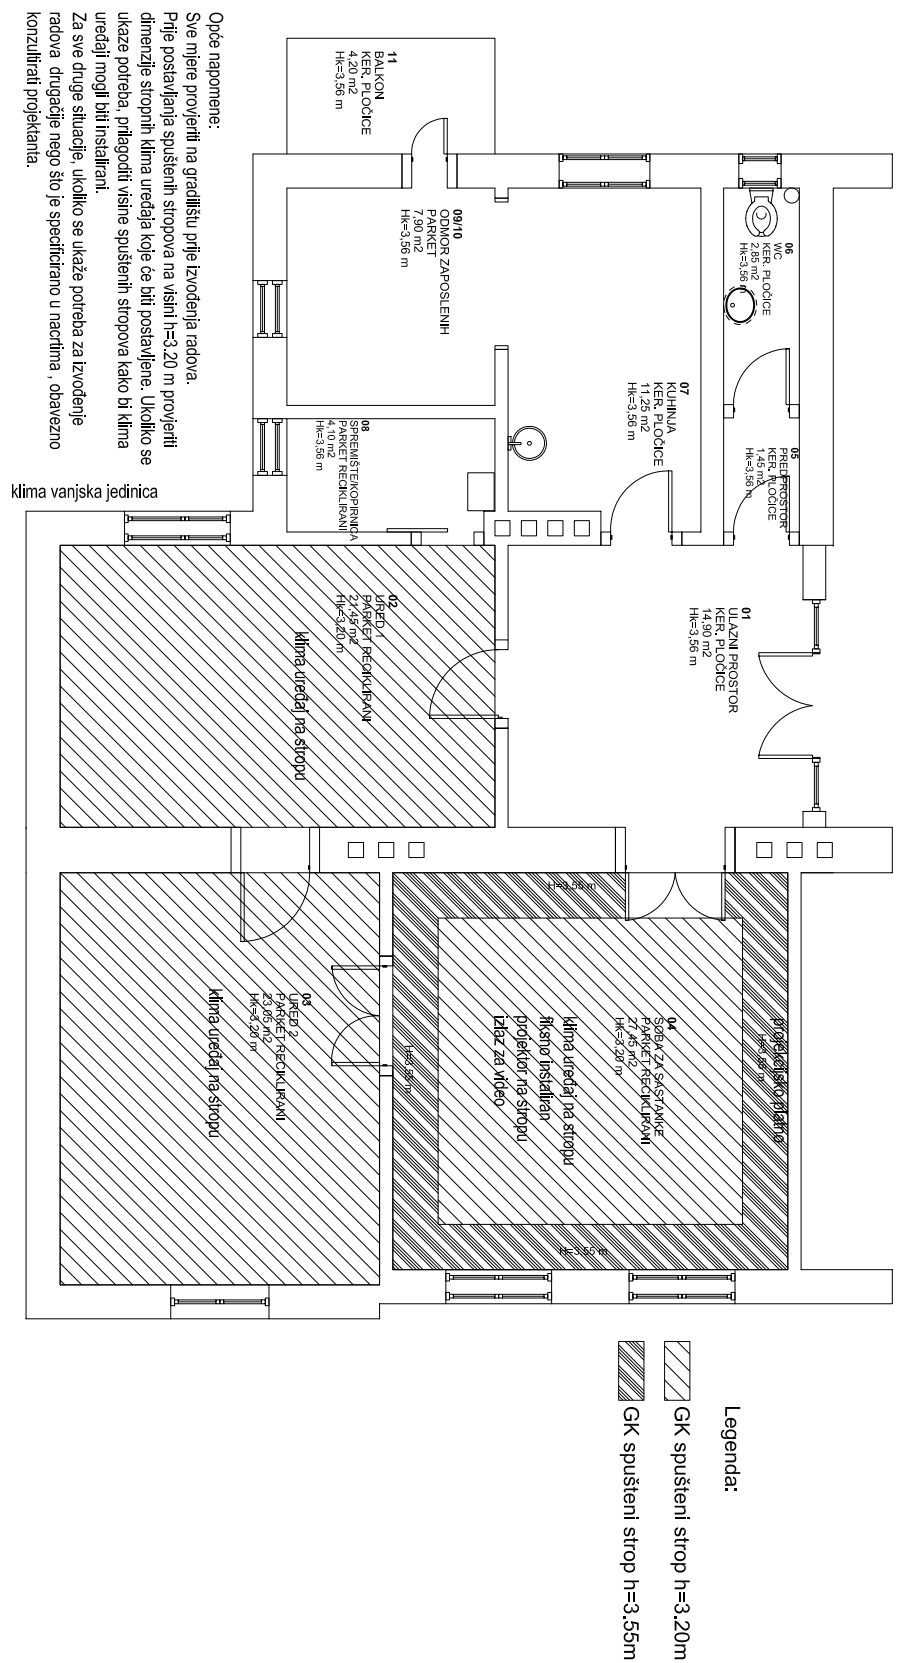 Opće napomene:
Sve mjere provjeriti na gradilištu prije izvođenja radova.
Prije postavljanja spuštenih stropova na visini h=3.20 m provjeriti
dimenzije stropnih klima uređaja koje će biti postavljene. Ukoliko se
ukaze potreba, prilagoditi visine spuštenih stropova kako bi klima
uređaji mogli biti instalirani.
Za sve druge situacije, ukoliko se ukaže potreba za izvođenje
radova drugačije nego što je specificirano u nacrtima , obavezno
konzultirati projektanta.
klima vanjska jedinica
11
BALKON
KER. PLOČICE
4,20 m2
Hk=3,56 m
09/10
ODMOR ZAPOSLENIH
PARKET
7,90 m2
Hk=3,56 m
06
WC
KER. PLOČICE
2,85 m2
Hk=3,56 m
07
KUHINJA
KER. PLOČICE
11,25 m2
Hk=3,56 m
08
SPREMIŠTE/KOPIRNICA
PARKET RECIKLIRANI
4,10 m2
Hk=3,56 m
05
PREDPROSTOR
KER. PLOČICE
1,45 m2
Hk=3,56 m
01
ULAZNI PROSTOR
KER. PLOČICE
14,90 m2
Hk=3,56 m
02
URED 1
PARKET RECIKLIRANI
21,45 m2
Hk=3,20 m
klima uređaj na stropu
03
URED 2
PARKET RECIKLIRANI
23,05 m2
Hk=3,20 m
klima uređaj na stropu
H=3,55 m
04
SOBA ZA SASTANKE
PARKET RECIKLIRANI
27,45 m2
Hk=3,20 m
klima uređaj na stropu
fiksno instaliran
projektor na stropu
izlaz za video
projekcijsko platno
H=3,55 m
H=3,55 m
H=3,55 m
Legenda:
GK spušteni strop h=3.20m
GK spušteni strop h=3.55m